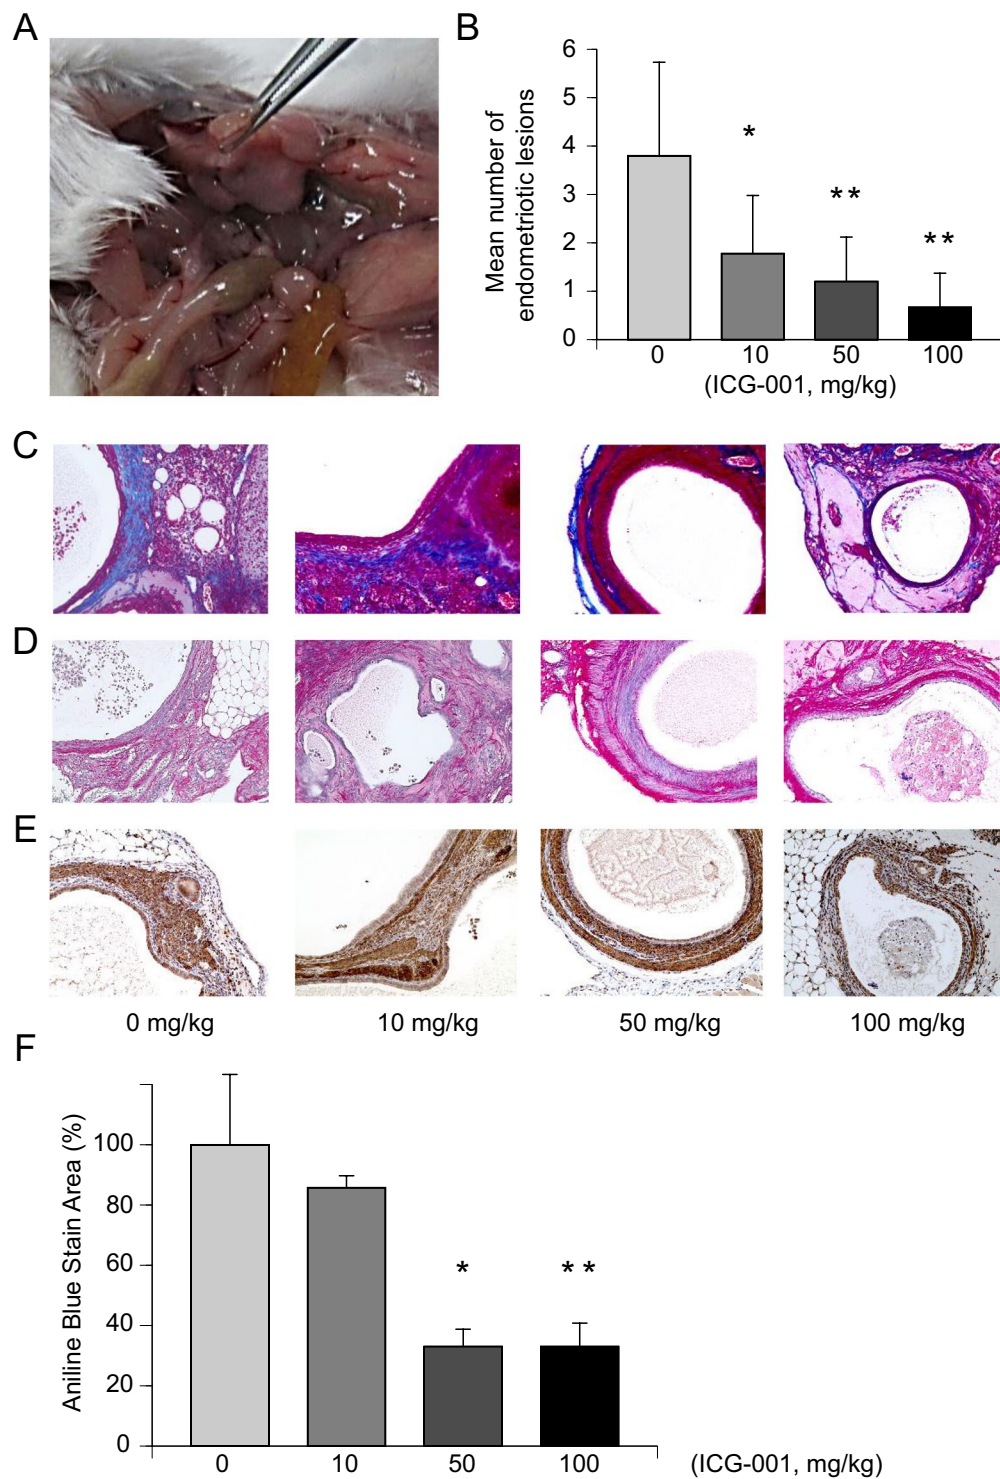 A
B
Mean number of
endometriotic lesions
6
5
4
3
2
1
0
*
**
**
0 10 50 100
(ICG-001, mg/kg)
C
D
E
0 mg/kg 10 mg/kg 50 mg/kg 100 mg/kg
F
Aniline Blue Stain Area (%)
100
80
60
40
20
0
*
**
0 10 50 100 (ICG-001, mg/kg)